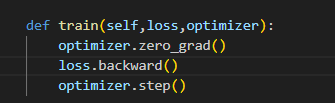 def train(self,loss,optimizer):
    optimizer.zero_grad()
    loss.backward()
    optimizer.step()